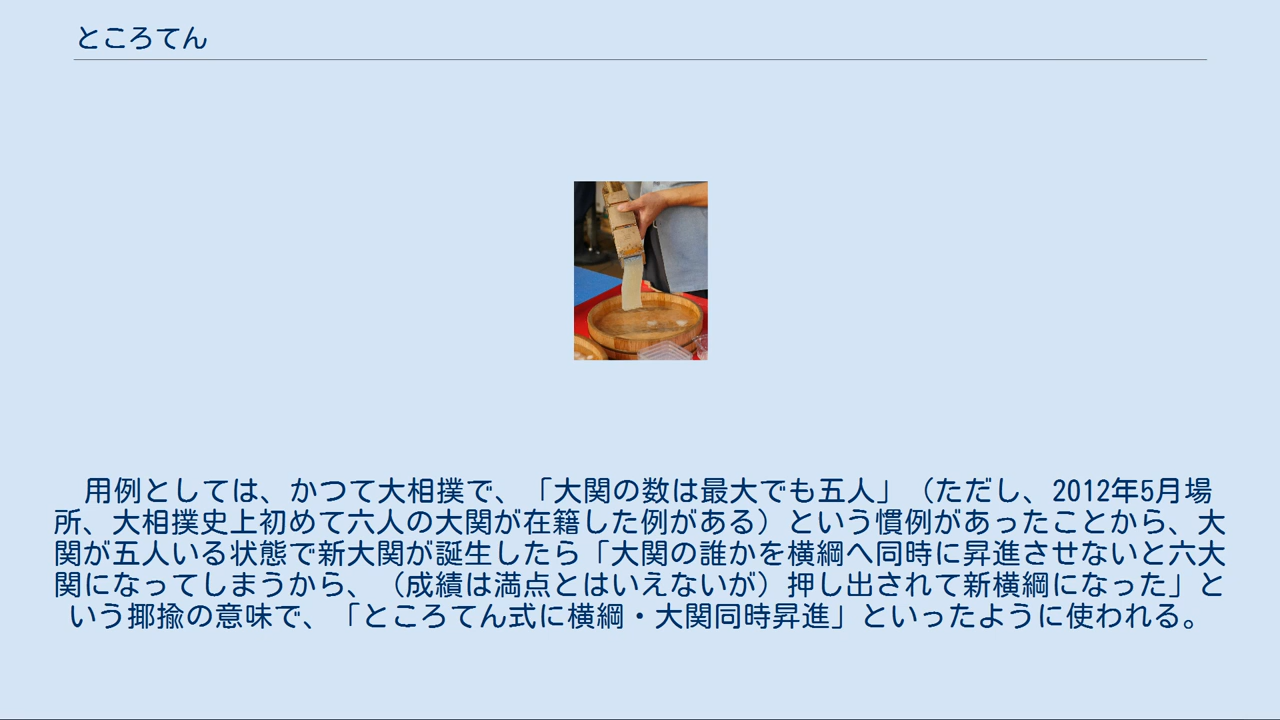 ところてん
用例としては、かつて大相撲で、「大関の数は最大でも五人」（ただし、2012年5月場
所、大相撲史上初めて六人の大関が在籍した例がある）という慣例があったことから、大
関が五人いる状態で新大関が誕生したら「大関の誰かを横綱へ同時に昇進させないと六大
関になってしまうから、（成績は満点とはいえないが）押し出されて新横綱になった」と
いう揶揄の意味で、「ところてん式に横綱・大関同時昇進」といったように使われる。